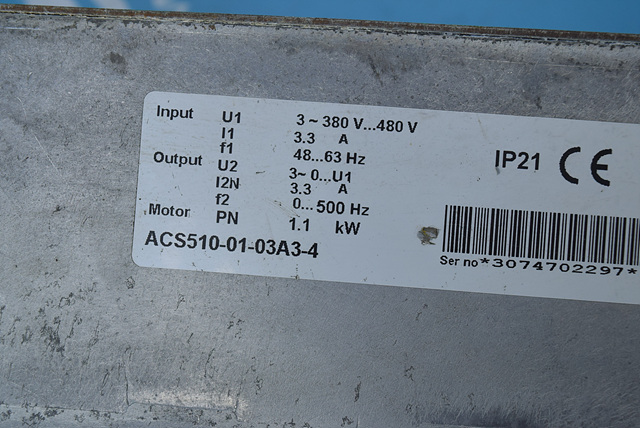 Input U1 3 ~ 380 V...480 V
I1 3.3 A
f1 48...63 Hz
Output U2 3~ 0...U1
I2N 3.3 A
f2 0...500 Hz
Motor PN 1.1 kW
ACS510-01-03A3-4
IP21 CE
Ser no *3074702297*